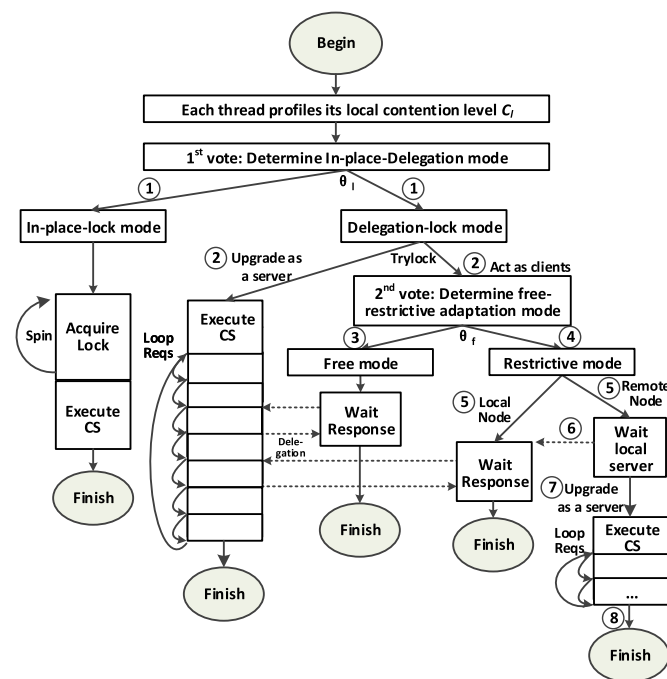 Begin
Each thread profiles its local contention level C_l
1st vote: Determine In-place-Delegation mode
1
θ l
1
In-place-lock mode
Delegation-lock mode
2 Upgrade as
a server
Trylock
2 Act as clients
2nd vote: Determine free-
restrictive adaptation mode
Spin
Acquire
Lock
Execute
CS
Finish
Execute
CS
Loop
Reqs
Finish
3
θ f
4
Free mode
Restrictive mode
Wait
Response
Dele-
gation
Finish
5 Local
Node
5 Remote
Node
6
Wait
Response
Finish
Wait
local
server
7 Upgrade
as a server
Loop
Reqs
Execute
CS
...
8
Finish